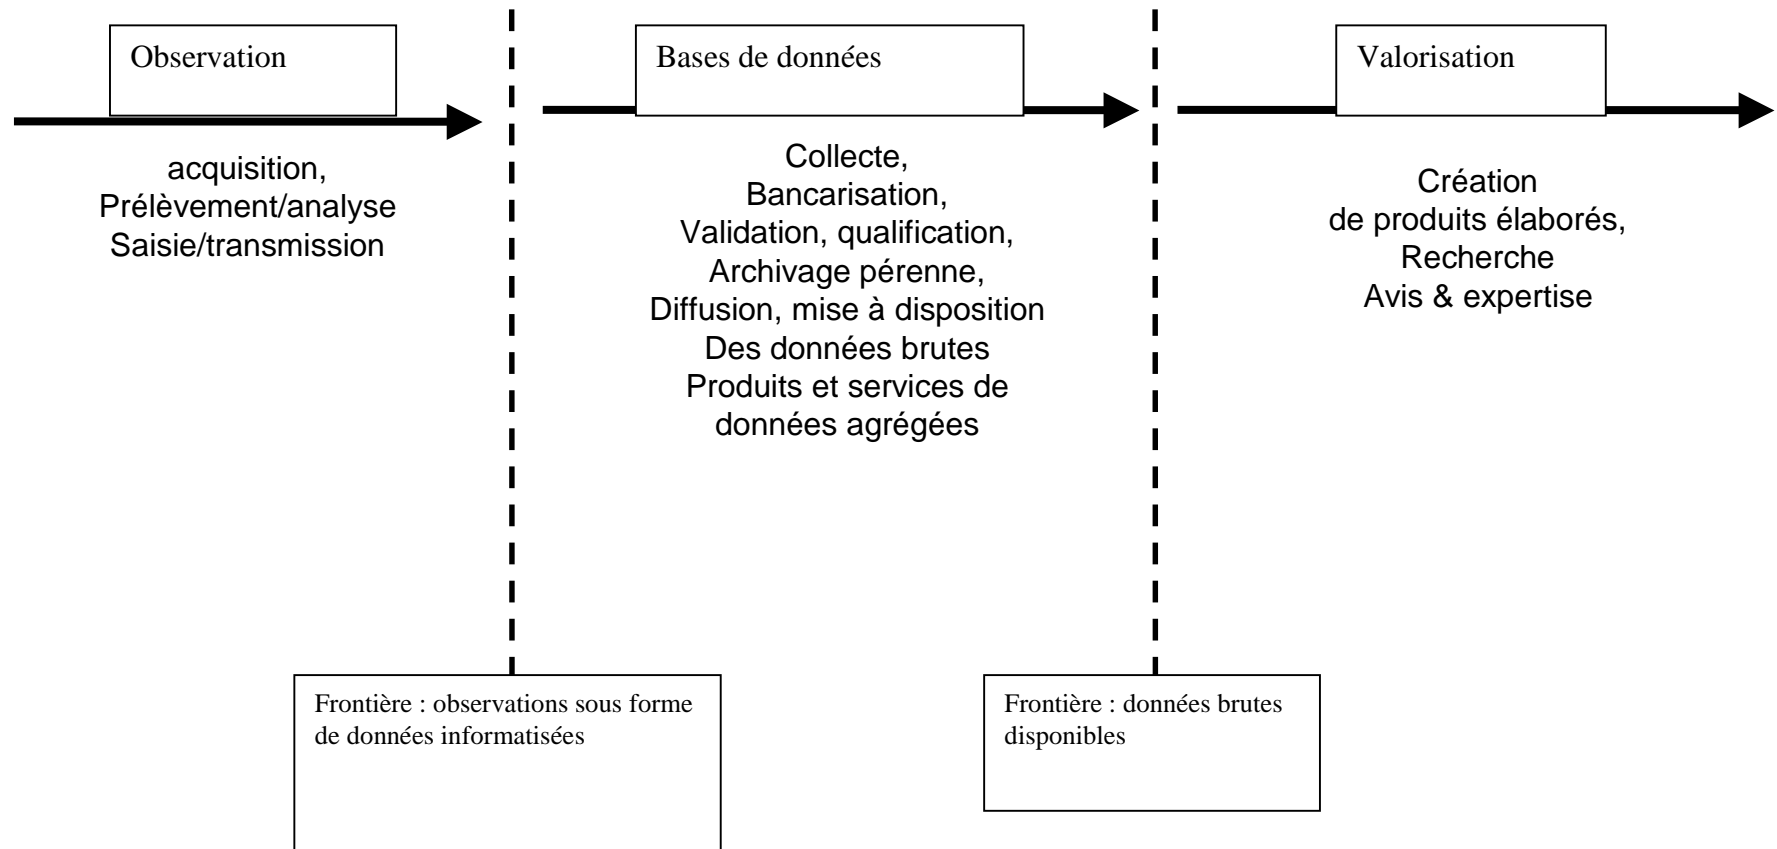 Observation
acquisition,
Prélèvement/analyse
Saisie/transmission
Bases de données
Collecte,
Bancarisation,
Validation, qualification,
Archivage pérenne,
Diffusion, mise à disposition
Des données brutes
Produits et services de
données agrégées
Valorisation
Création
de produits élaborés,
Recherche
Avis & expertise
Frontière : observations sous forme
de données informatisées
Frontière : données brutes
disponibles